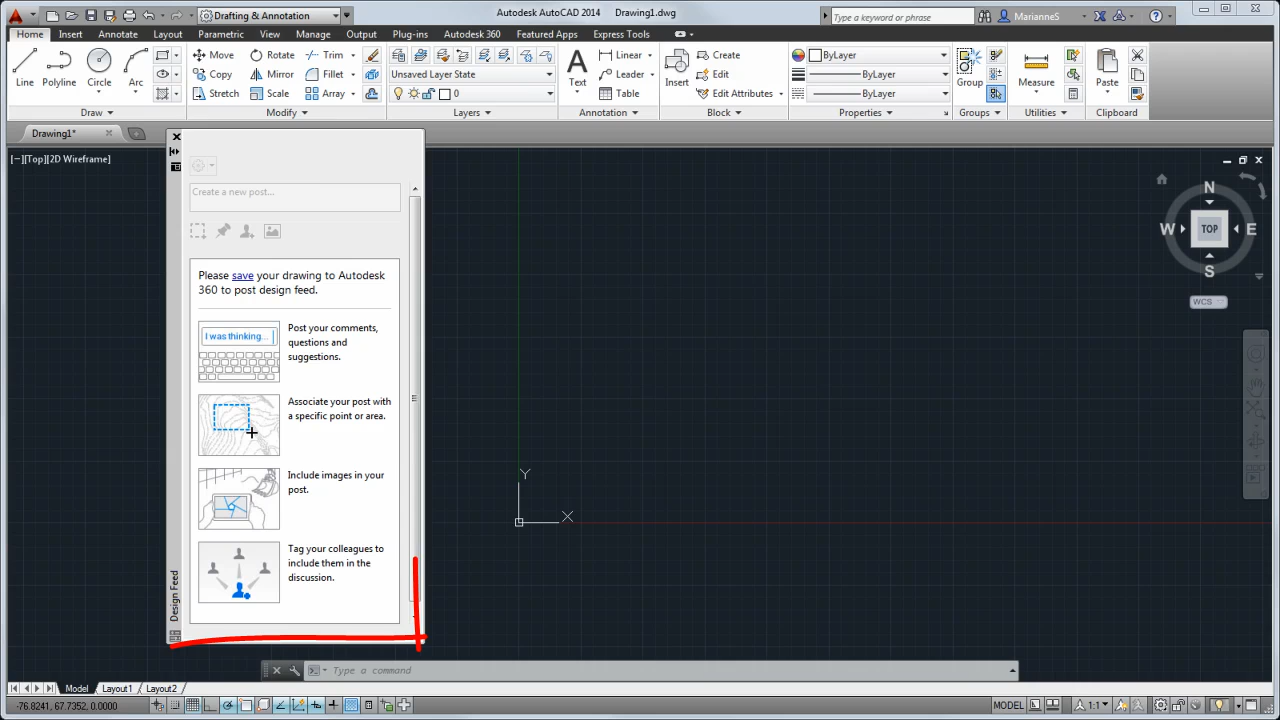 Drafting & Annotation
Autodesk AutoCAD 2014 Drawing1.dwg
Type a keyword or phrase
MarianneS
Home Insert Annotate Layout Parametric View Manage Output Plug-ins Autodesk 360 Featured Apps Express Tools
Line Polyline Circle Arc
Move Rotate Trim
Copy Mirror Fillet
Stretch Scale Array
Unsaved Layer State
0
Text
Linear
Leader
Table
Insert
Create
Edit
Edit Attributes
ByLayer
ByLayer
ByLayer
Group
Measure
Paste
Draw Modify Layers Annotation Block Properties Groups Utilities Clipboard
Drawing1*
[−][Top][2D Wireframe]
Create a new post...
Please save your drawing to Autodesk
360 to post design feed.
I was thinking...
Post your comments,
questions and
suggestions.
Associate your post with
a specific point or area.
Include images in your
post.
Tag your colleagues to
include them in the
discussion.
Design Feed
N
W TOP E
S
WCS
Y
X
Type a command
Model Layout1 Layout2
-76.8241, 67.7352, 0.0000
MODEL
1:1